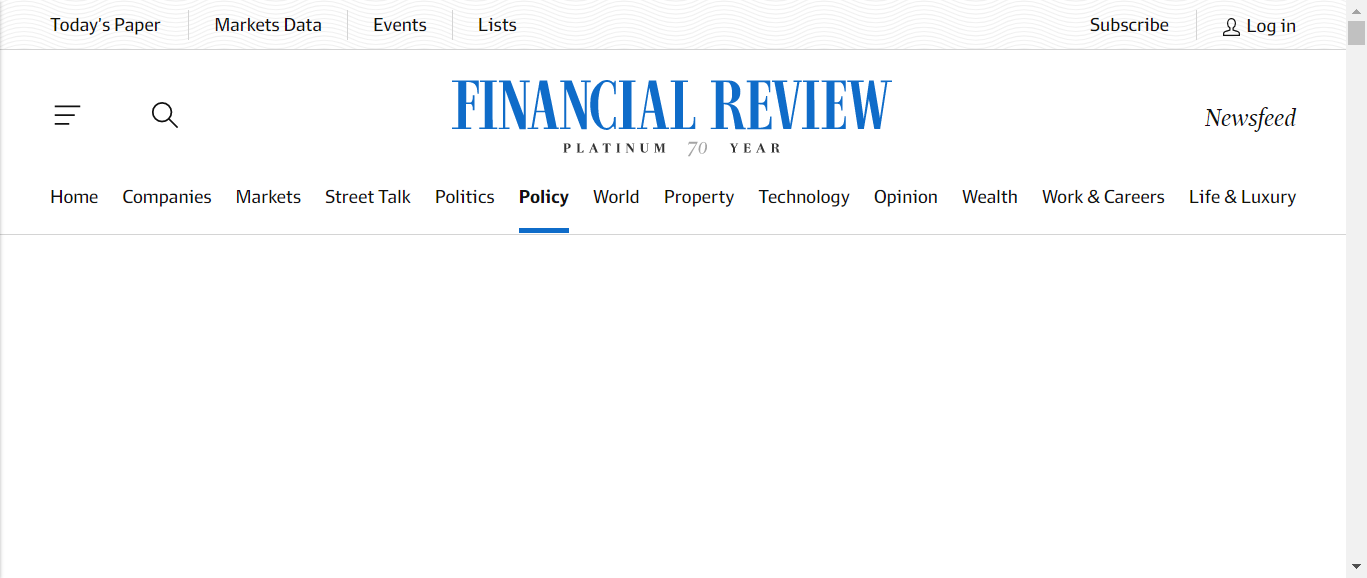 Today's Paper Markets Data Events Lists Subscribe Log in
FINANCIAL REVIEW
PLATINUM 70 YEAR
Newsfeed
Home Companies Markets Street Talk Politics Policy World Property Technology Opinion Wealth Work & Careers Life & Luxury